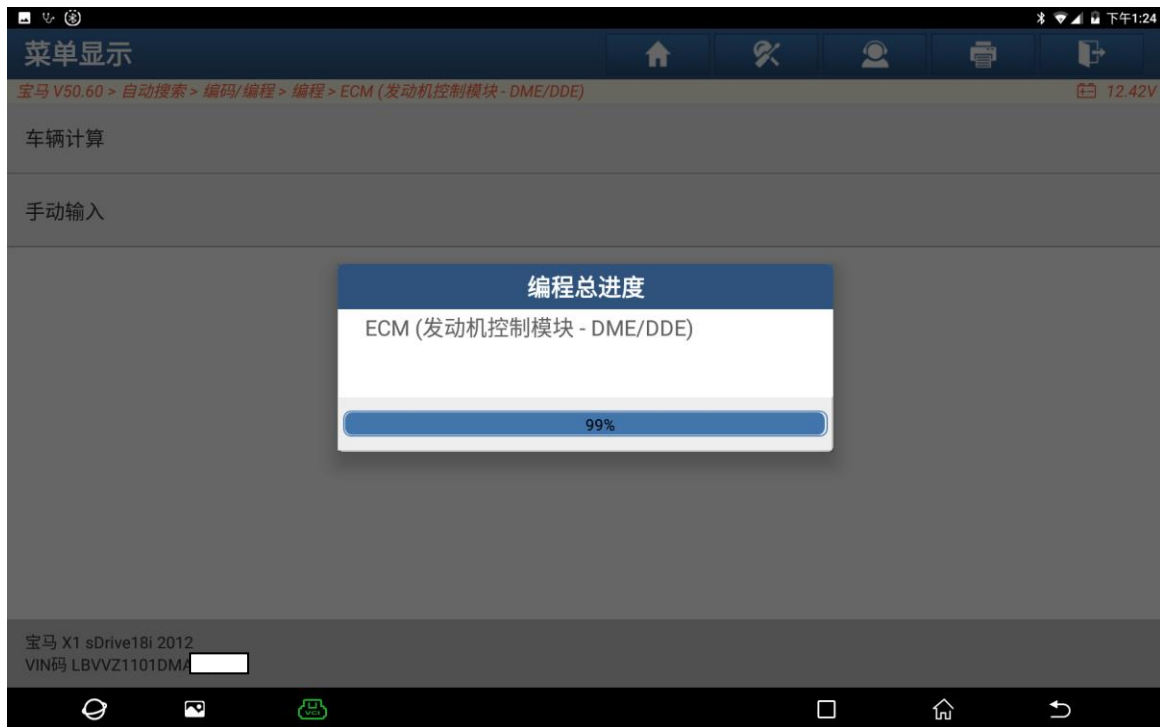 下午1:24
菜单显示
宝马 V50.60 > 自动搜索 > 编码/编程 > 编程 > ECM (发动机控制模块 - DME/DDE)
12.42V
车辆计算
手动输入
编程总进度
ECM (发动机控制模块 - DME/DDE)
99%
宝马 X1 sDrive18i 2012
VIN码 LBVVZ1101DMA
VCI